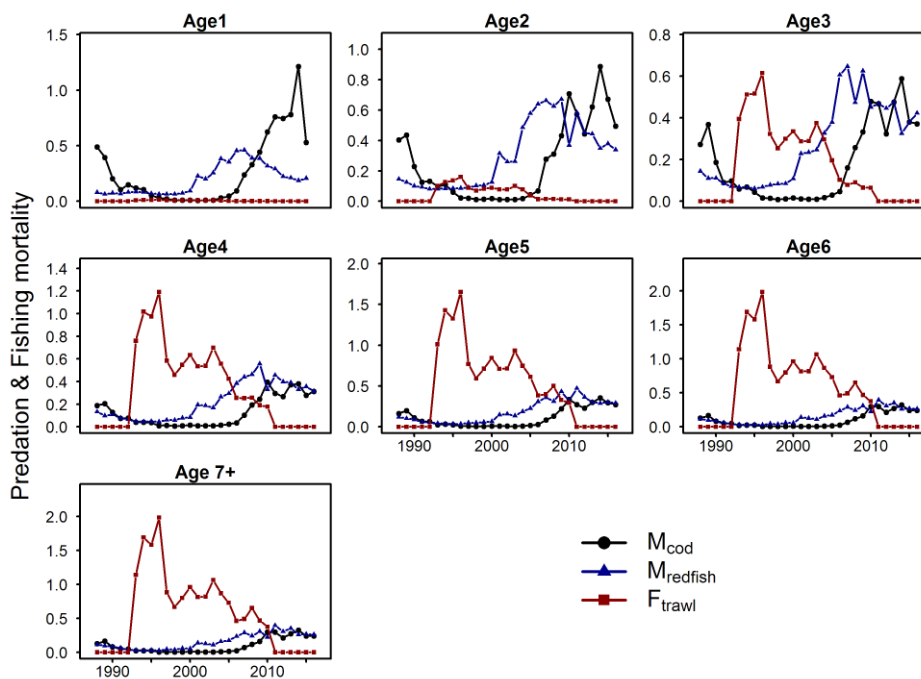 Age1 Age2 Age3
1.5 1.0 0.5 0.0
1.0 0.8 0.6 0.4 0.2 0.0
0.8 0.6 0.4 0.2 0.0
Age4 Age5 Age6
1.4 1.2 1.0 0.8 0.6 0.4 0.2 0.0
2.0 1.5 1.0 0.5 0.0
2.0 1.5 1.0 0.5 0.0
1990 2000 2010
1990 2000 2010
Age 7+
2.0 1.5 1.0 0.5 0.0
1990 2000 2010
Predation & Fishing mortality
Mcod
Mredfish
Ftrawl